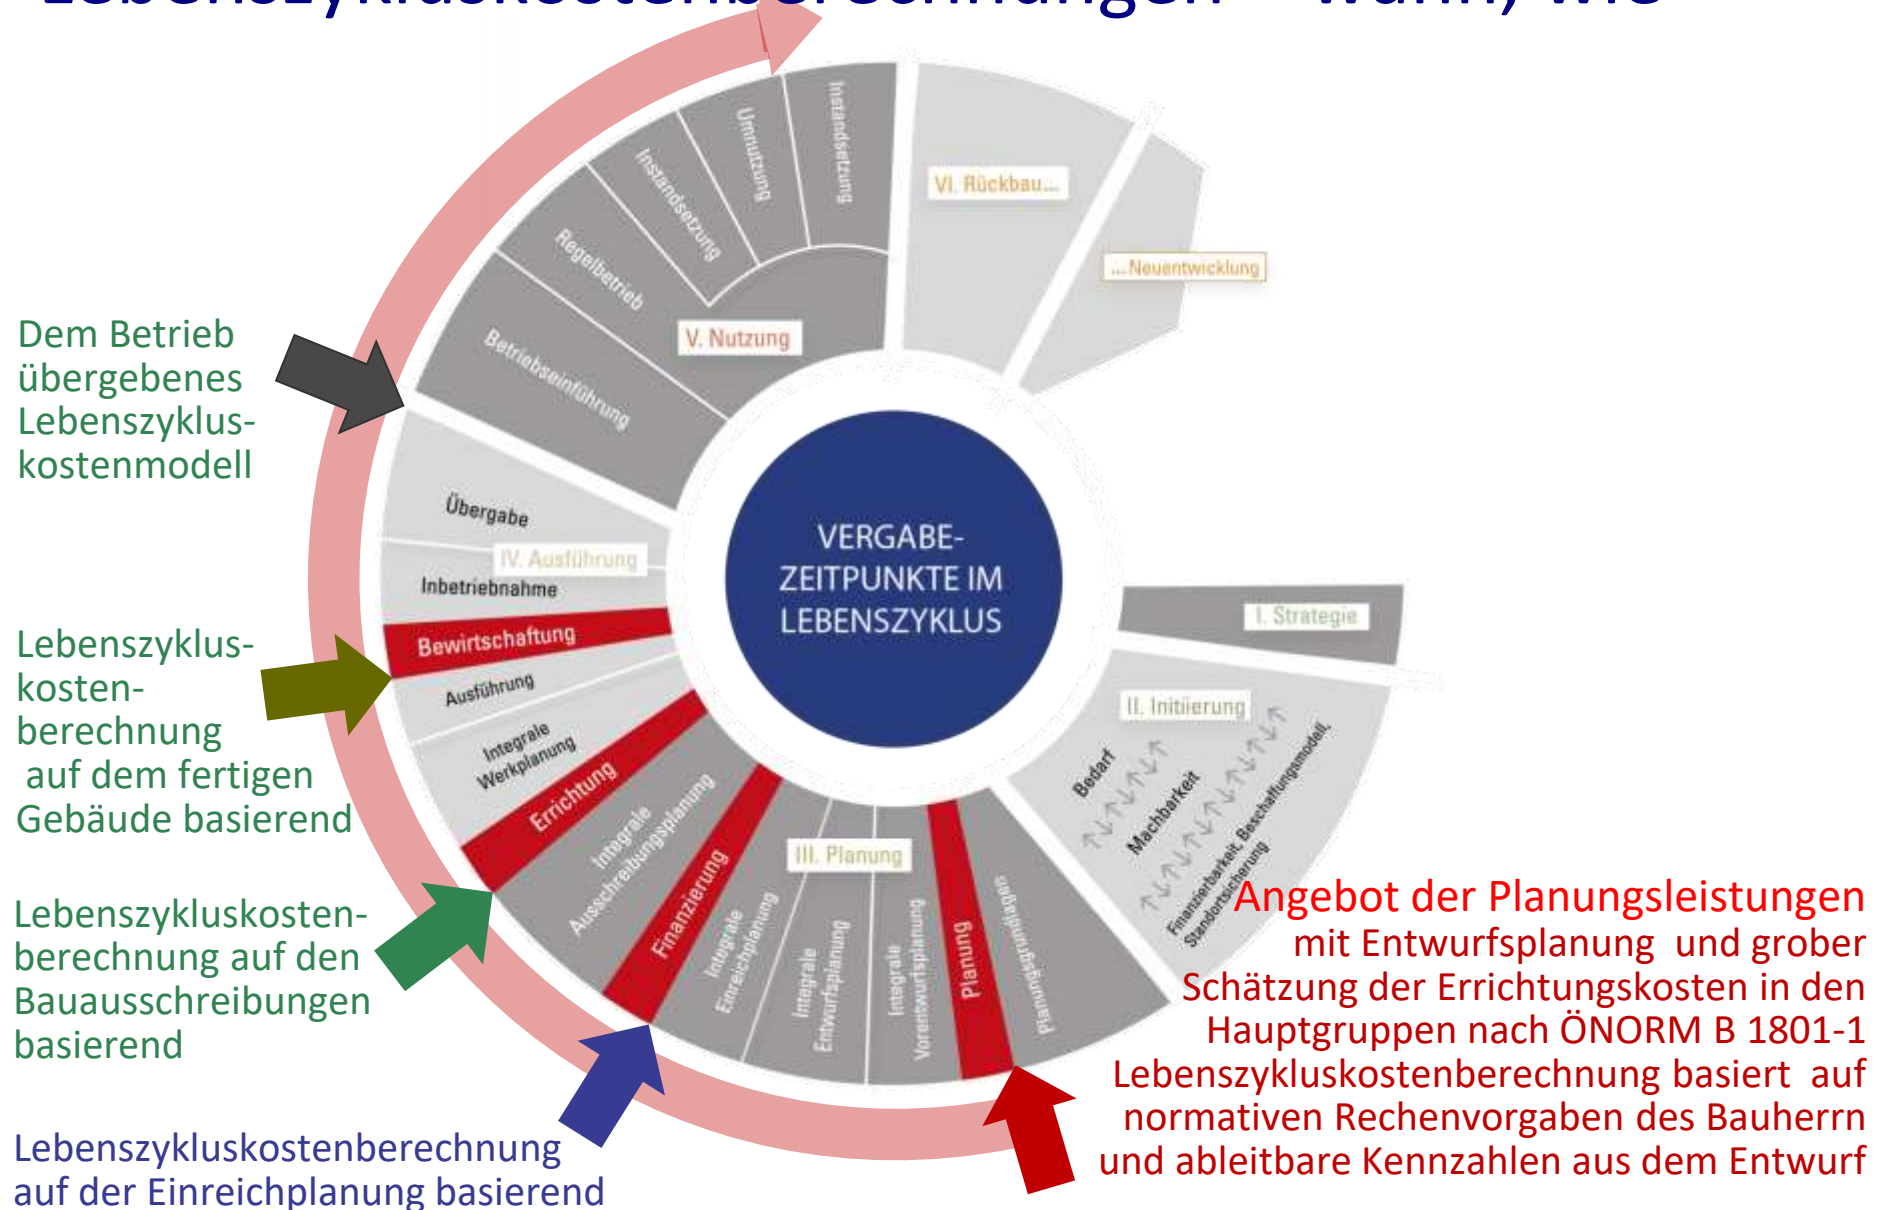 Lebenszykluskostenberechnungen – wann, wie
Instandsetzung
Umnutzung
Instandsetzung
Regelbetrieb
Betriebseinführung
V. Nutzung
VI. Rückbau...
... Neuentwicklung
Dem Betrieb
übergebenes
Lebenszyklus-
kostenmodell
Übergabe
IV. Ausführung
Inbetriebnahme
Bewirtschaftung
Ausführung
Integrale
Werkplanung
Errichtung
VERGABE-
ZEITPUNKTE IM
LEBENSZYKLUS
I. Strategie
II. Initiierung
Bedarf
Machbarkeit
Finanzierbarkeit, Beschaffungsmodell,
Standortsicherung
Lebenszyklus-
kosten-
berechnung
auf dem fertigen
Gebäude basierend
Integrale
Ausschreibungsplanung
Finanzierung
III. Planung
Integrale
Einreichplanung
Integrale
Entwurfsplanung
Integrale
Vorentwurfsplanung
Planung
Planungsgrundlagen
Lebenszykluskosten-
berechnung auf den
Bauausschreibungen
basierend
Angebot der Planungsleistungen
mit Entwurfsplanung und grober
Schätzung der Errichtungskosten in den
Hauptgruppen nach ÖNORM B 1801-1
Lebenszykluskostenberechnung basiert auf
normativen Rechenvorgaben des Bauherrn
und ableitbare Kennzahlen aus dem Entwurf
Lebenszykluskostenberechnung
auf der Einreichplanung basierend